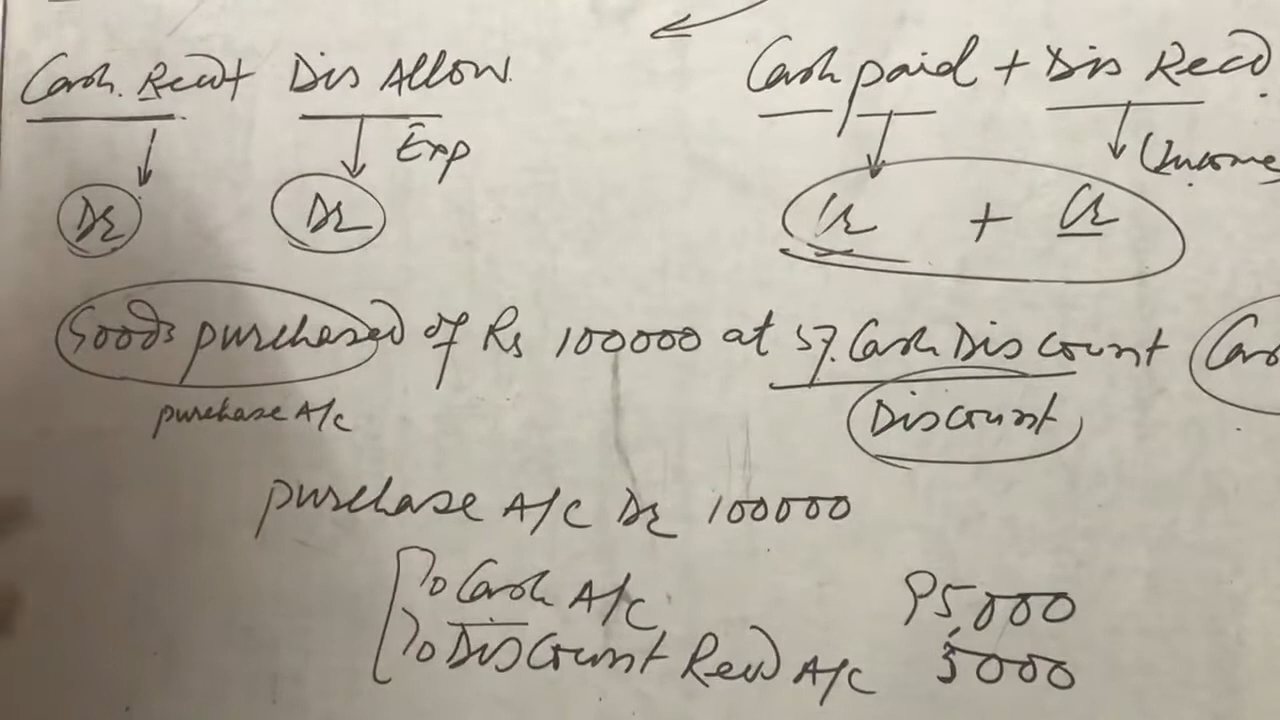 Cash Recd + Dis Allow.
Cash paid + Dis Recd.
Exp
(Income
Dr
Dr
Cr + Cr
Goods purchased of Rs 100000 at 5% Cash Discount
purchase A/c
Discount
purchase A/C Dr 100000
To Cash A/C 95,000
To Discount Recd A/C 5000